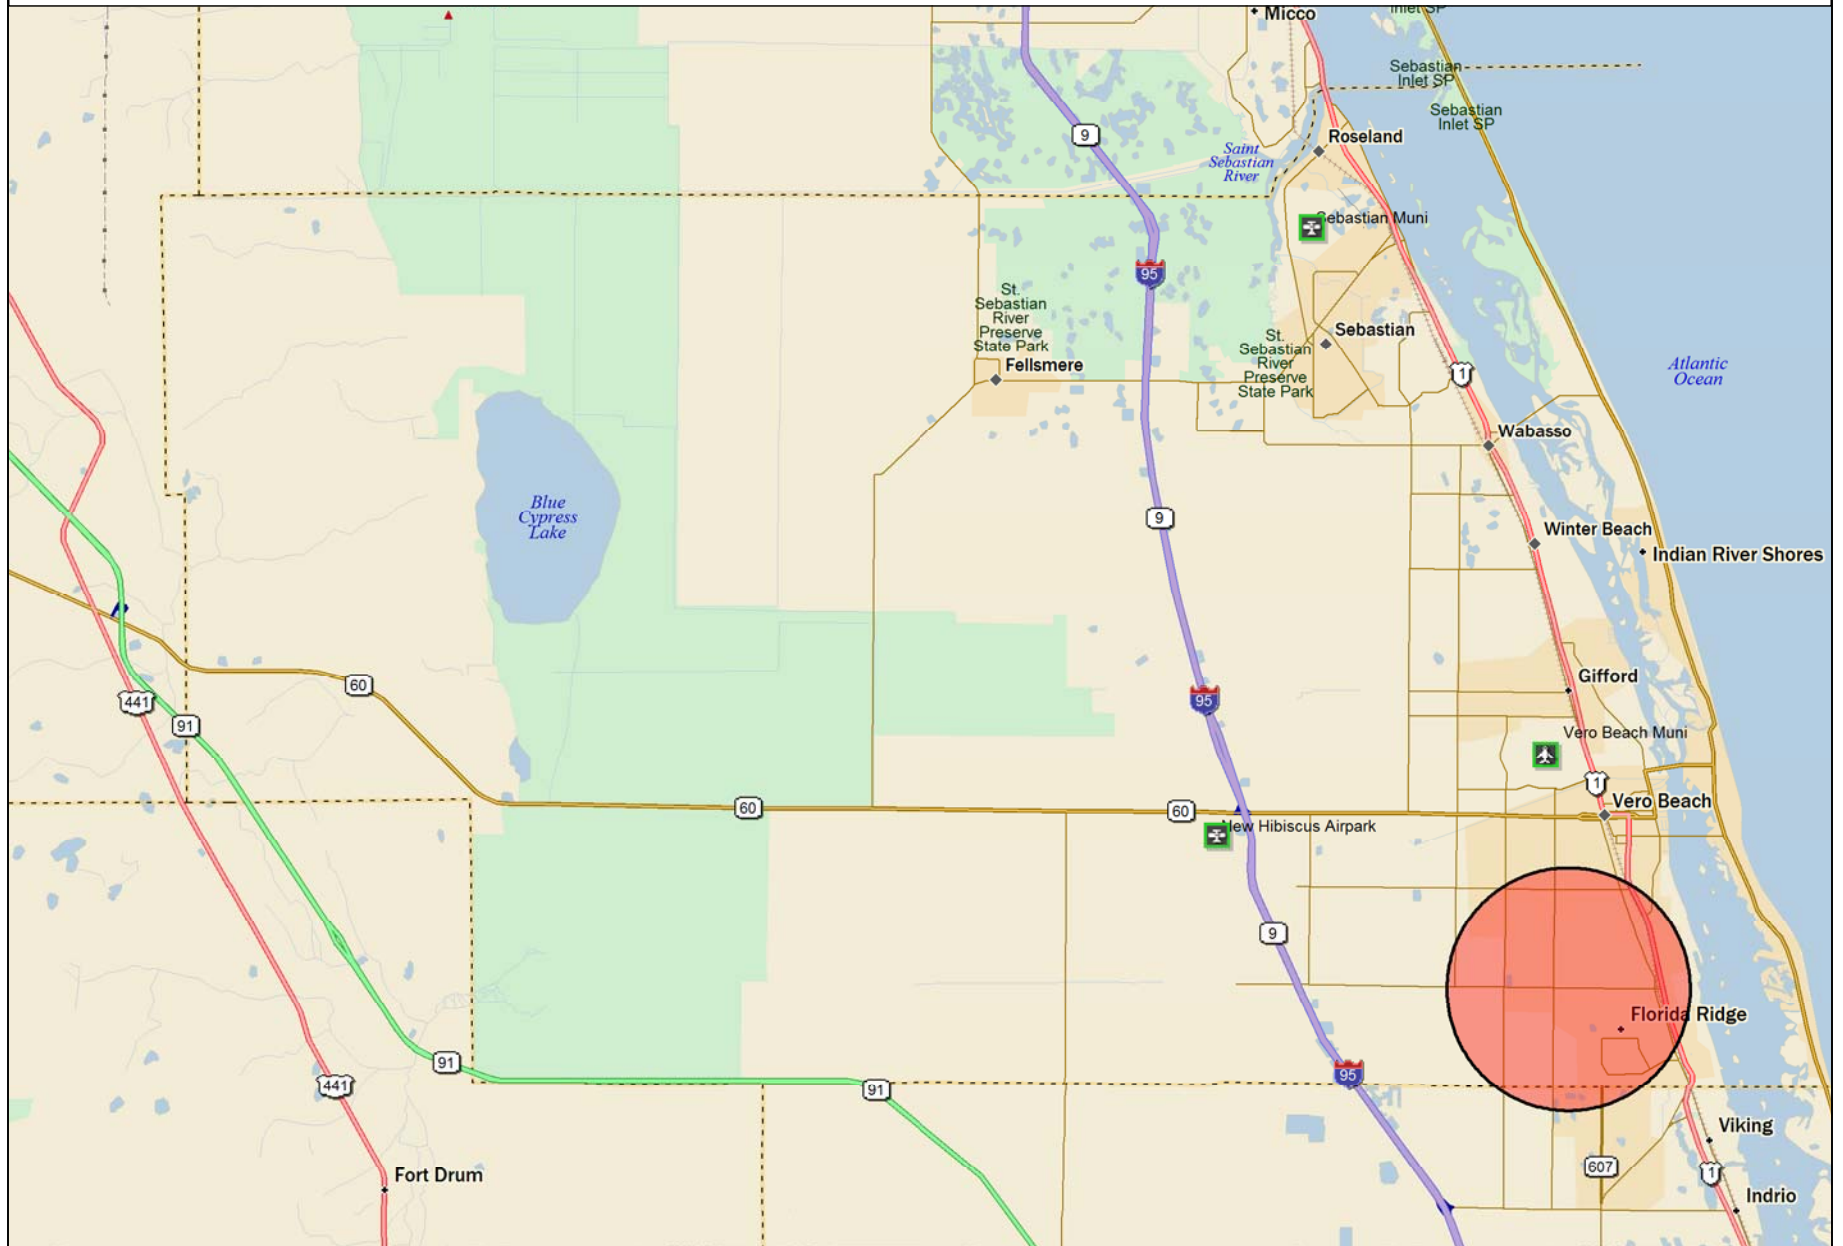 Micco
Inlet SP
Sebastian
Inlet SP
Sebastian
Inlet SP
9
Roseland
Saint
Sebastian
River
Sebastian Muni
95
St.
Sebastian
River
Preserve
State Park
Sebastian
St.
Sebastian
River
Preserve
State Park
Fellsmere
1
Atlantic
Ocean
Wabasso
Blue
Cypress
Lake
9
Winter Beach
Indian River Shores
Gifford
60
441
91
95
Vero Beach Muni
1
Vero Beach
60
60
New Hibiscus Airpark
9
Florida Ridge
91
441
91
95
Viking
607
1
Fort Drum
Indrio